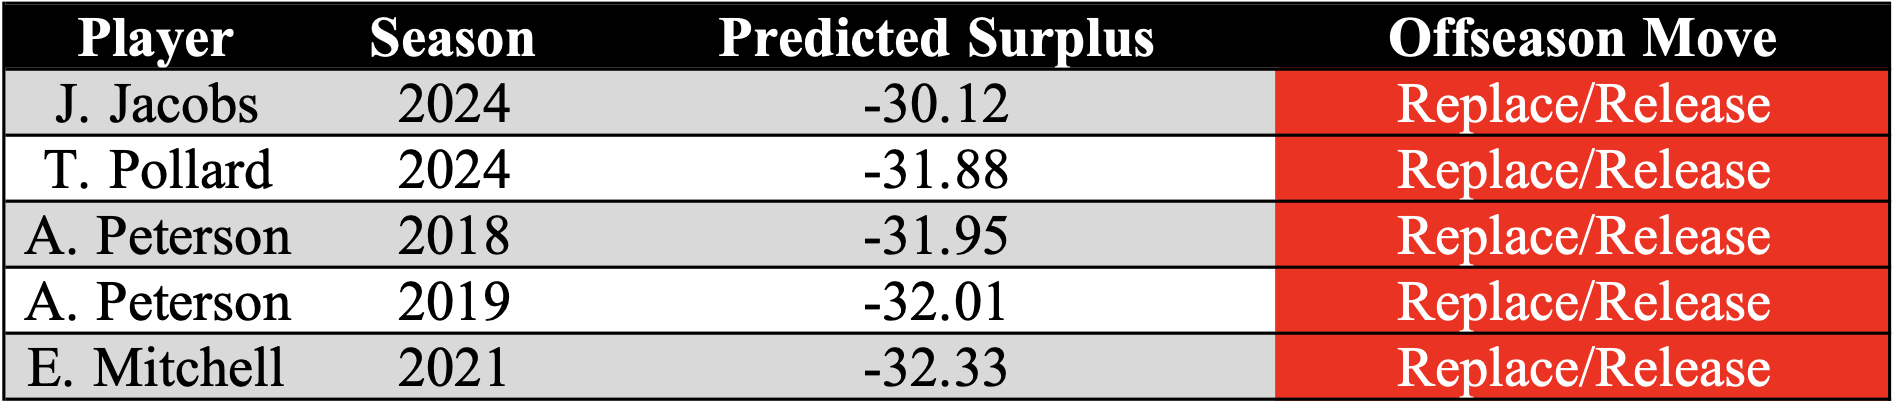 Player Season Predicted Surplus Offseason Move
J. Jacobs 2024 -30.12 Replace/Release
T. Pollard 2024 -31.88 Replace/Release
A. Peterson 2018 -31.95 Replace/Release
A. Peterson 2019 -32.01 Replace/Release
E. Mitchell 2021 -32.33 Replace/Release